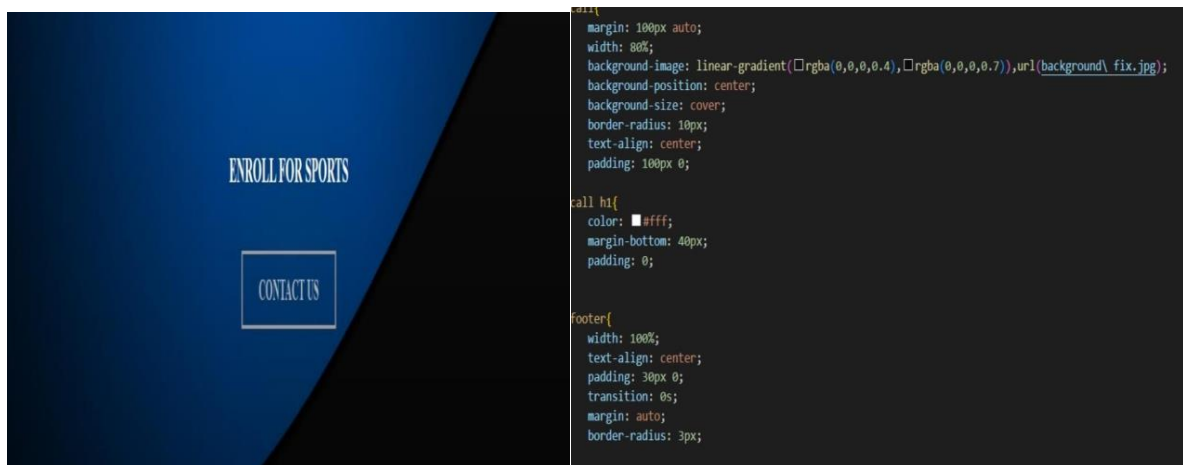 ENROLL FOR SPORTS
CONTACT US
call{
margin: 100px auto;
width: 80%;
background-image: linear-gradient(rgba(0,0,0,0.4),rgba(0,0,0,0.7)),url(background\ fix.jpg);
background-position: center;
background-size: cover;
border-radius: 10px;
text-align: center;
padding: 100px 0;
call h1{
color: #fff;
margin-bottom: 40px;
padding: 0;
footer{
width: 100%;
text-align: center;
padding: 30px 0;
transition: 0s;
margin: auto;
border-radius: 3px;